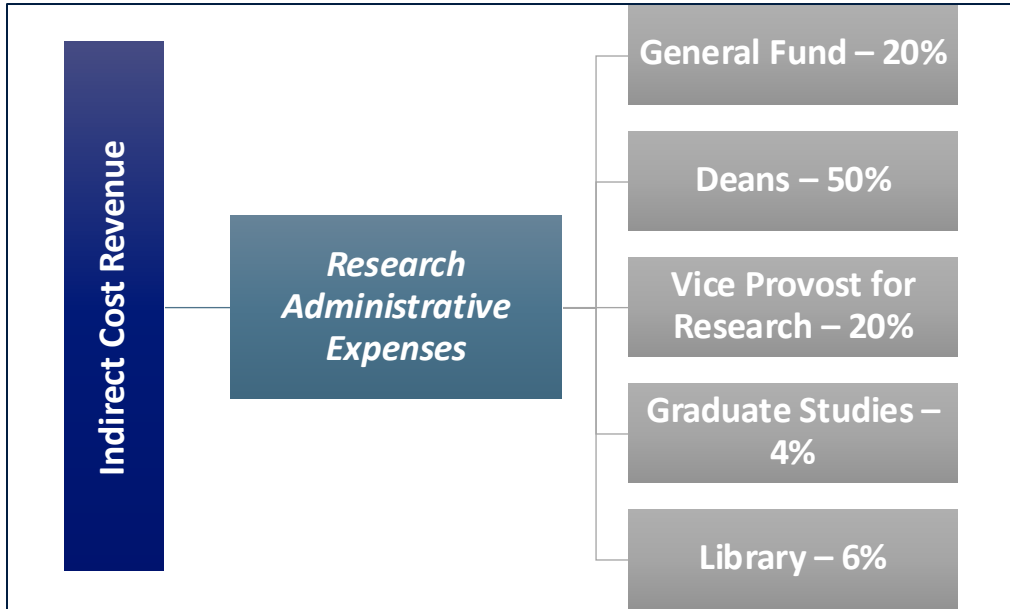 Indirect Cost Revenue
Research
Administrative
Expenses
General Fund – 20%
Deans – 50%
Vice Provost for
Research – 20%
Graduate Studies –
4%
Library – 6%